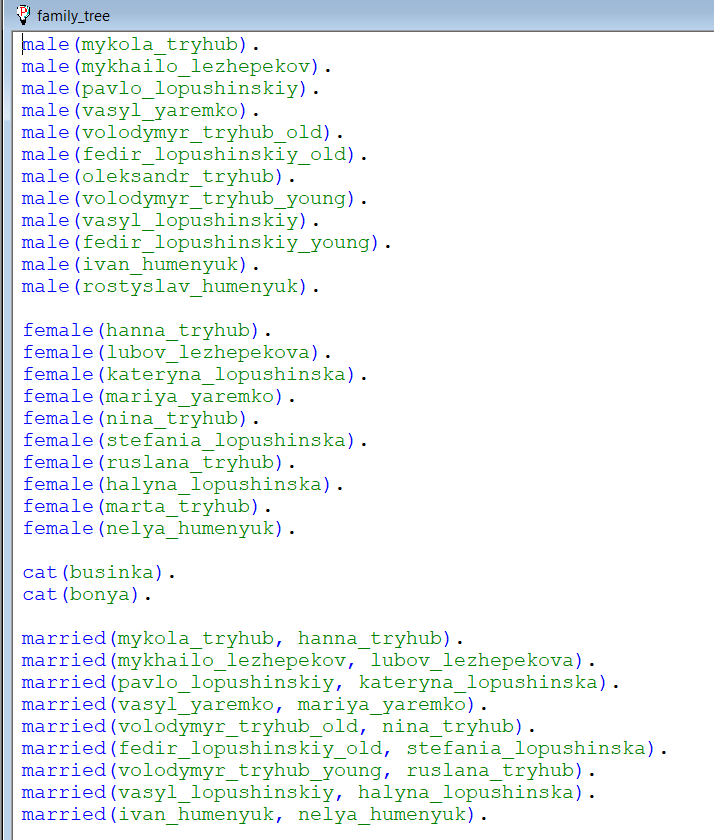 family_tree
male(mykola_tryhub).
male(mykhailo_lezhepekov).
male(pavlo_lopushinskiy).
male(vasyl_yaremko).
male(volodymyr_tryhub_old).
male(fedir_lopushinskiy_old).
male(oleksandr_tryhub).
male(volodymyr_tryhub_young).
male(vasyl_lopushinskiy).
male(fedir_lopushinskiy_young).
male(ivan_humenyuk).
male(rostyslav_humenyuk).
female(hanna_tryhub).
female(lubov_lezhepekova).
female(kateryna_lopushinska).
female(mariya_yaremko).
female(nina_tryhub).
female(stefania_lopushinska).
female(ruslana_tryhub).
female(halyna_lopushinska).
female(marta_tryhub).
female(nelya_humenyuk).
cat(businka).
cat(bonya).
married(mykola_tryhub, hanna_tryhub).
married(mykhailo_lezhepekov, lubov_lezhepekova).
married(pavlo_lopushinskiy, kateryna_lopushinska).
married(vasyl_yaremko, mariya_yaremko).
married(volodymyr_tryhub_old, nina_tryhub).
married(fedir_lopushinskiy_old, stefania_lopushinska).
married(volodymyr_tryhub_young, ruslana_tryhub).
married(vasyl_lopushinskiy, halyna_lopushinska).
married(ivan_humenyuk, nelya_humenyuk).